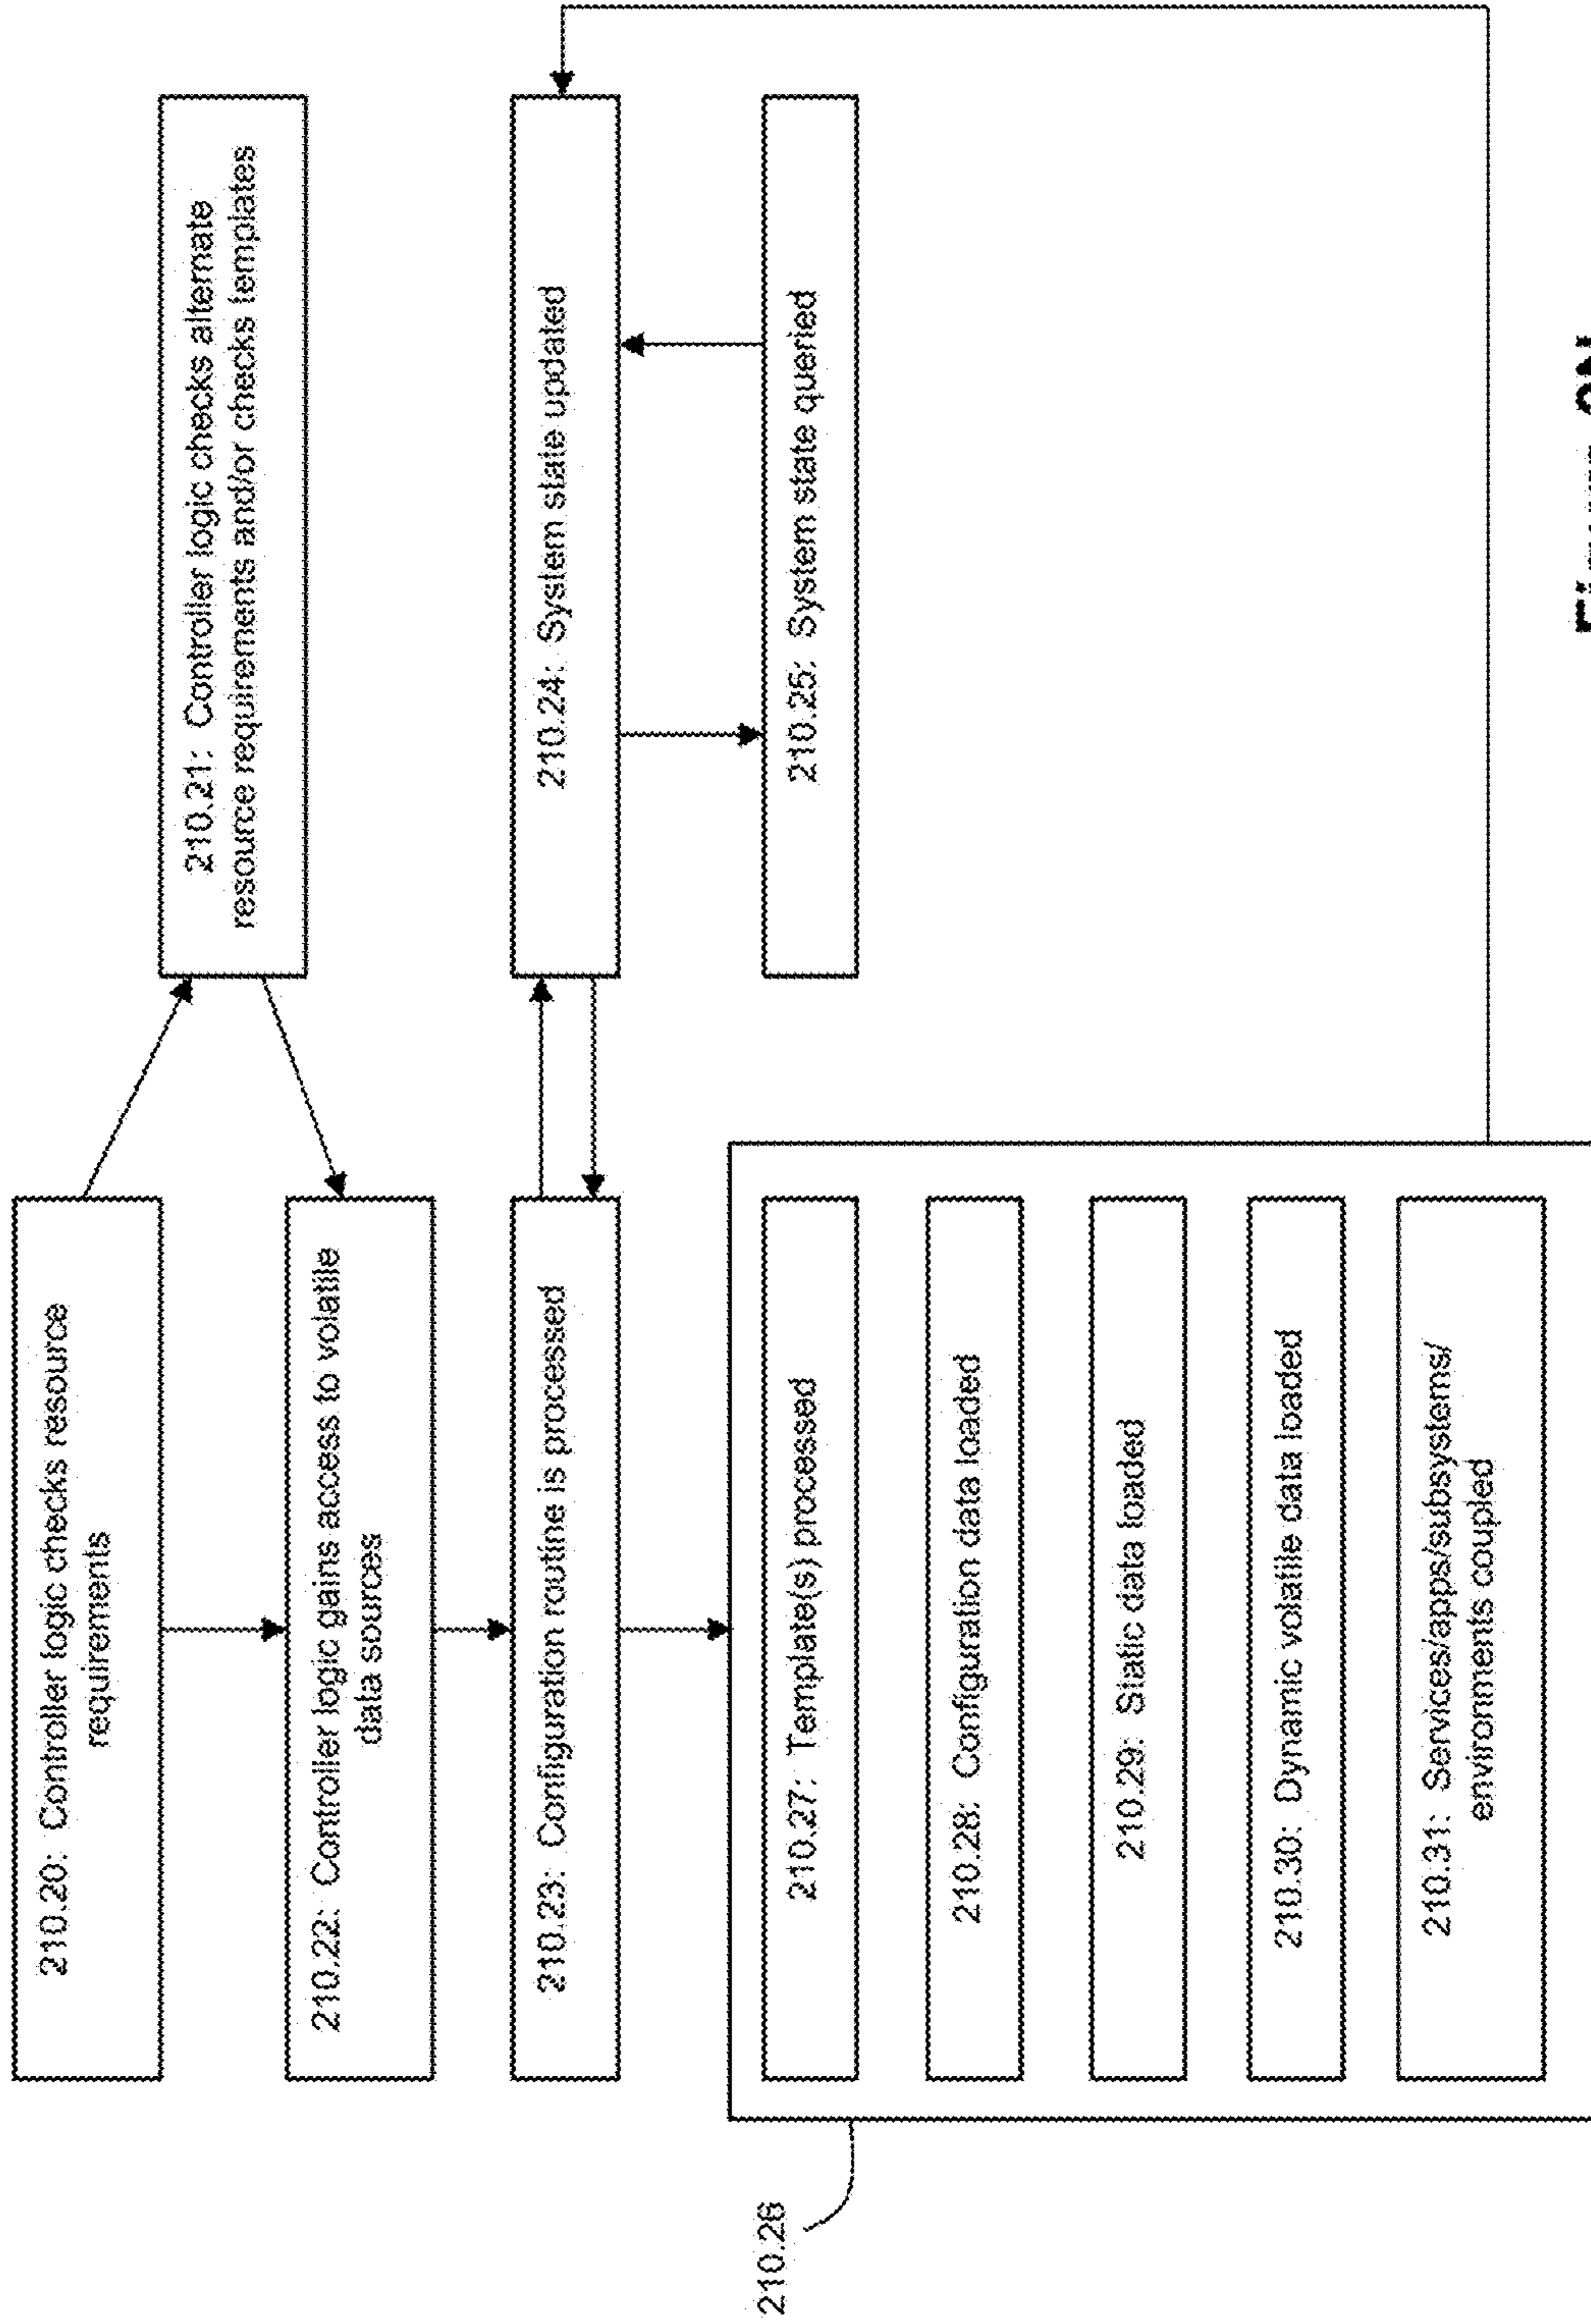 210.20: Controller logic checks resource
requirements
210.21: Controller logic checks alternate
resource requirements and/or checks templates
210.22: Controller logic gains access to volatile
data sources
210.23: Configuration routine is processed
210.24: System state updated
210.25: System state queried
210.26
210.27: Template(s) processed
210.28: Configuration data loaded
210.29: Static data loaded
210.30: Dynamic volatile data loaded
210.31: Services/apps/subsystems/
environments coupled
Figure